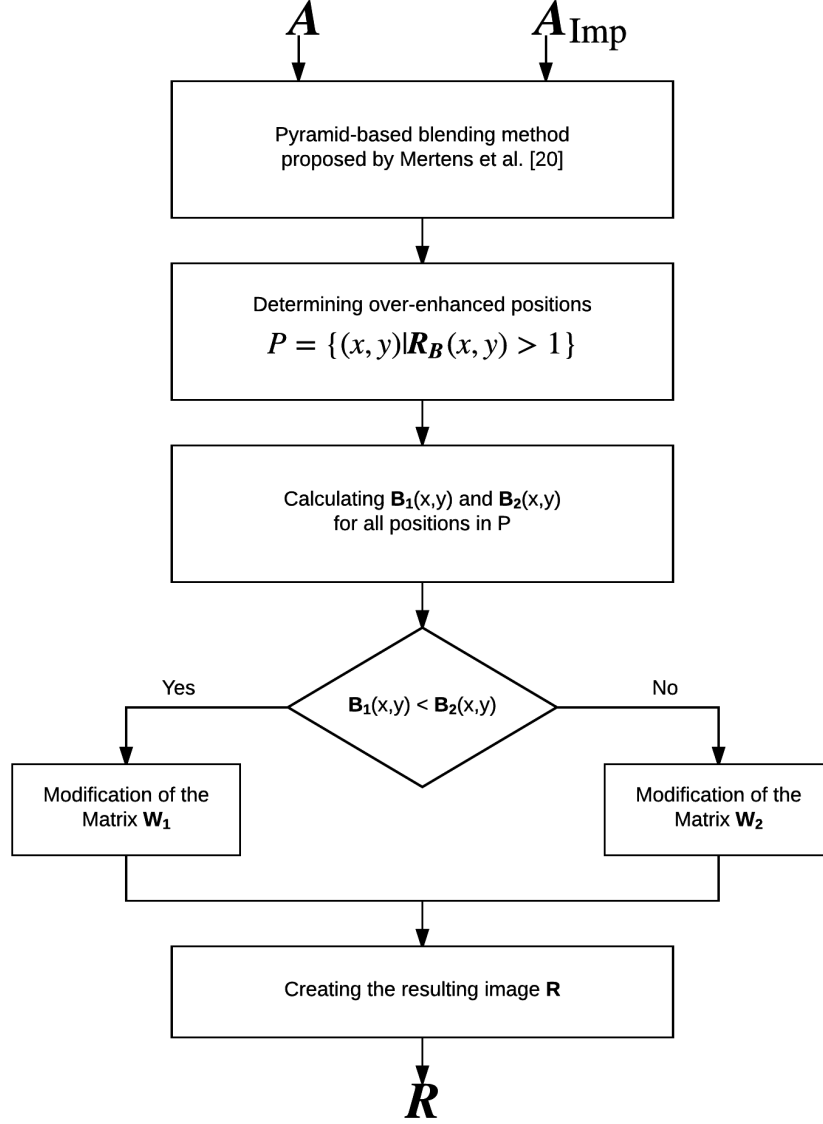 A A_Imp
Pyramid-based blending method
proposed by Mertens et al. [20]
Determining over-enhanced positions
P = {(x, y)|R_B(x, y) > 1}
Calculating B₁(x,y) and B₂(x,y)
for all positions in P
B₁(x,y) < B₂(x,y)
Yes
No
Modification of the
Matrix W₁
Modification of the
Matrix W₂
Creating the resulting image R
R